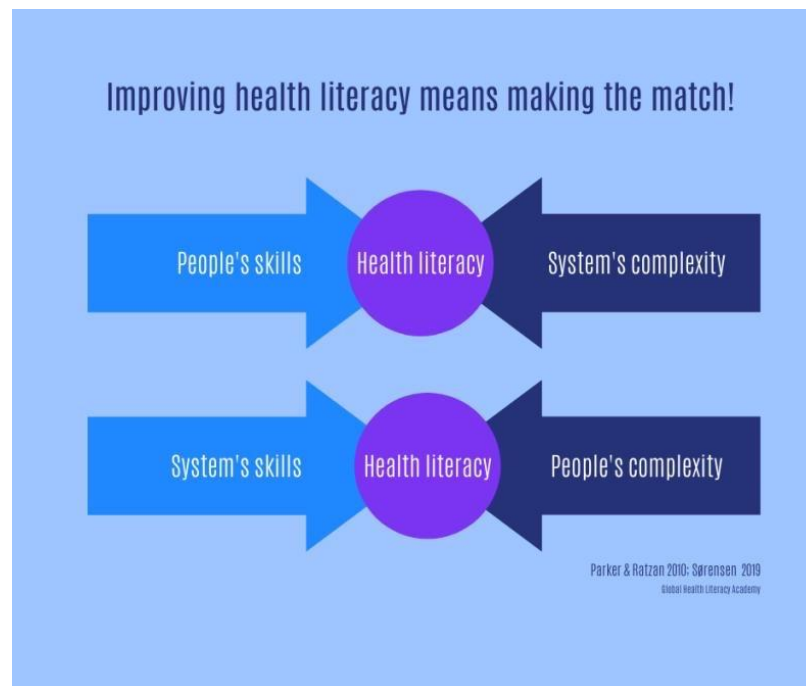 Improving health literacy means making the match!
People's skills
Health literacy
System's complexity
System's skills
Health literacy
People's complexity
Parker & Ratzan 2010; Sørensen 2019
Global Health Literacy Academy